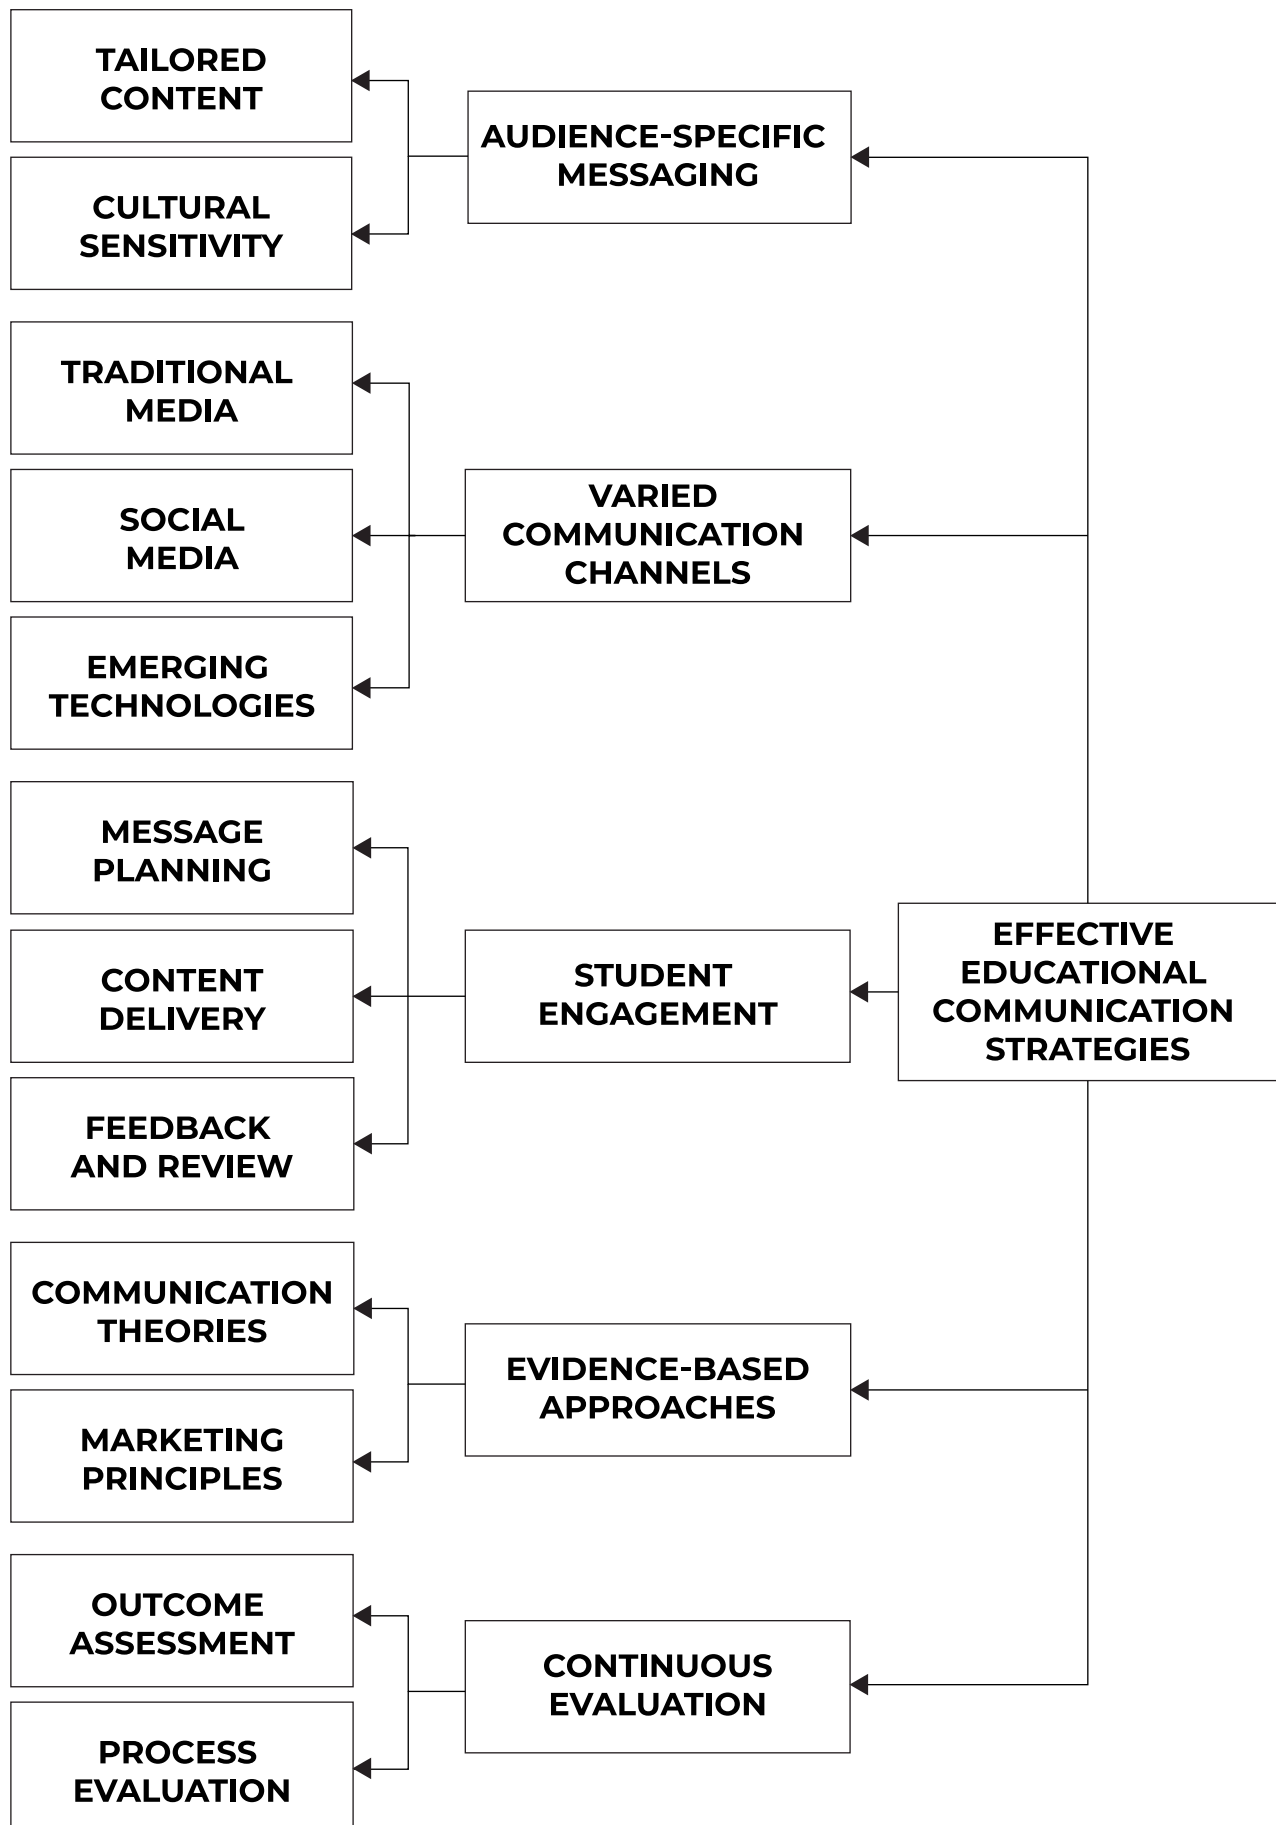 TAILORED
CONTENT
CULTURAL
SENSITIVITY
AUDIENCE-SPECIFIC
MESSAGING
TRADITIONAL
MEDIA
SOCIAL
MEDIA
EMERGING
TECHNOLOGIES
VARIED
COMMUNICATION
CHANNELS
MESSAGE
PLANNING
CONTENT
DELIVERY
FEEDBACK
AND REVIEW
STUDENT
ENGAGEMENT
EFFECTIVE
EDUCATIONAL
COMMUNICATION
STRATEGIES
COMMUNICATION
THEORIES
MARKETING
PRINCIPLES
EVIDENCE-BASED
APPROACHES
OUTCOME
ASSESSMENT
PROCESS
EVALUATION
CONTINUOUS
EVALUATION